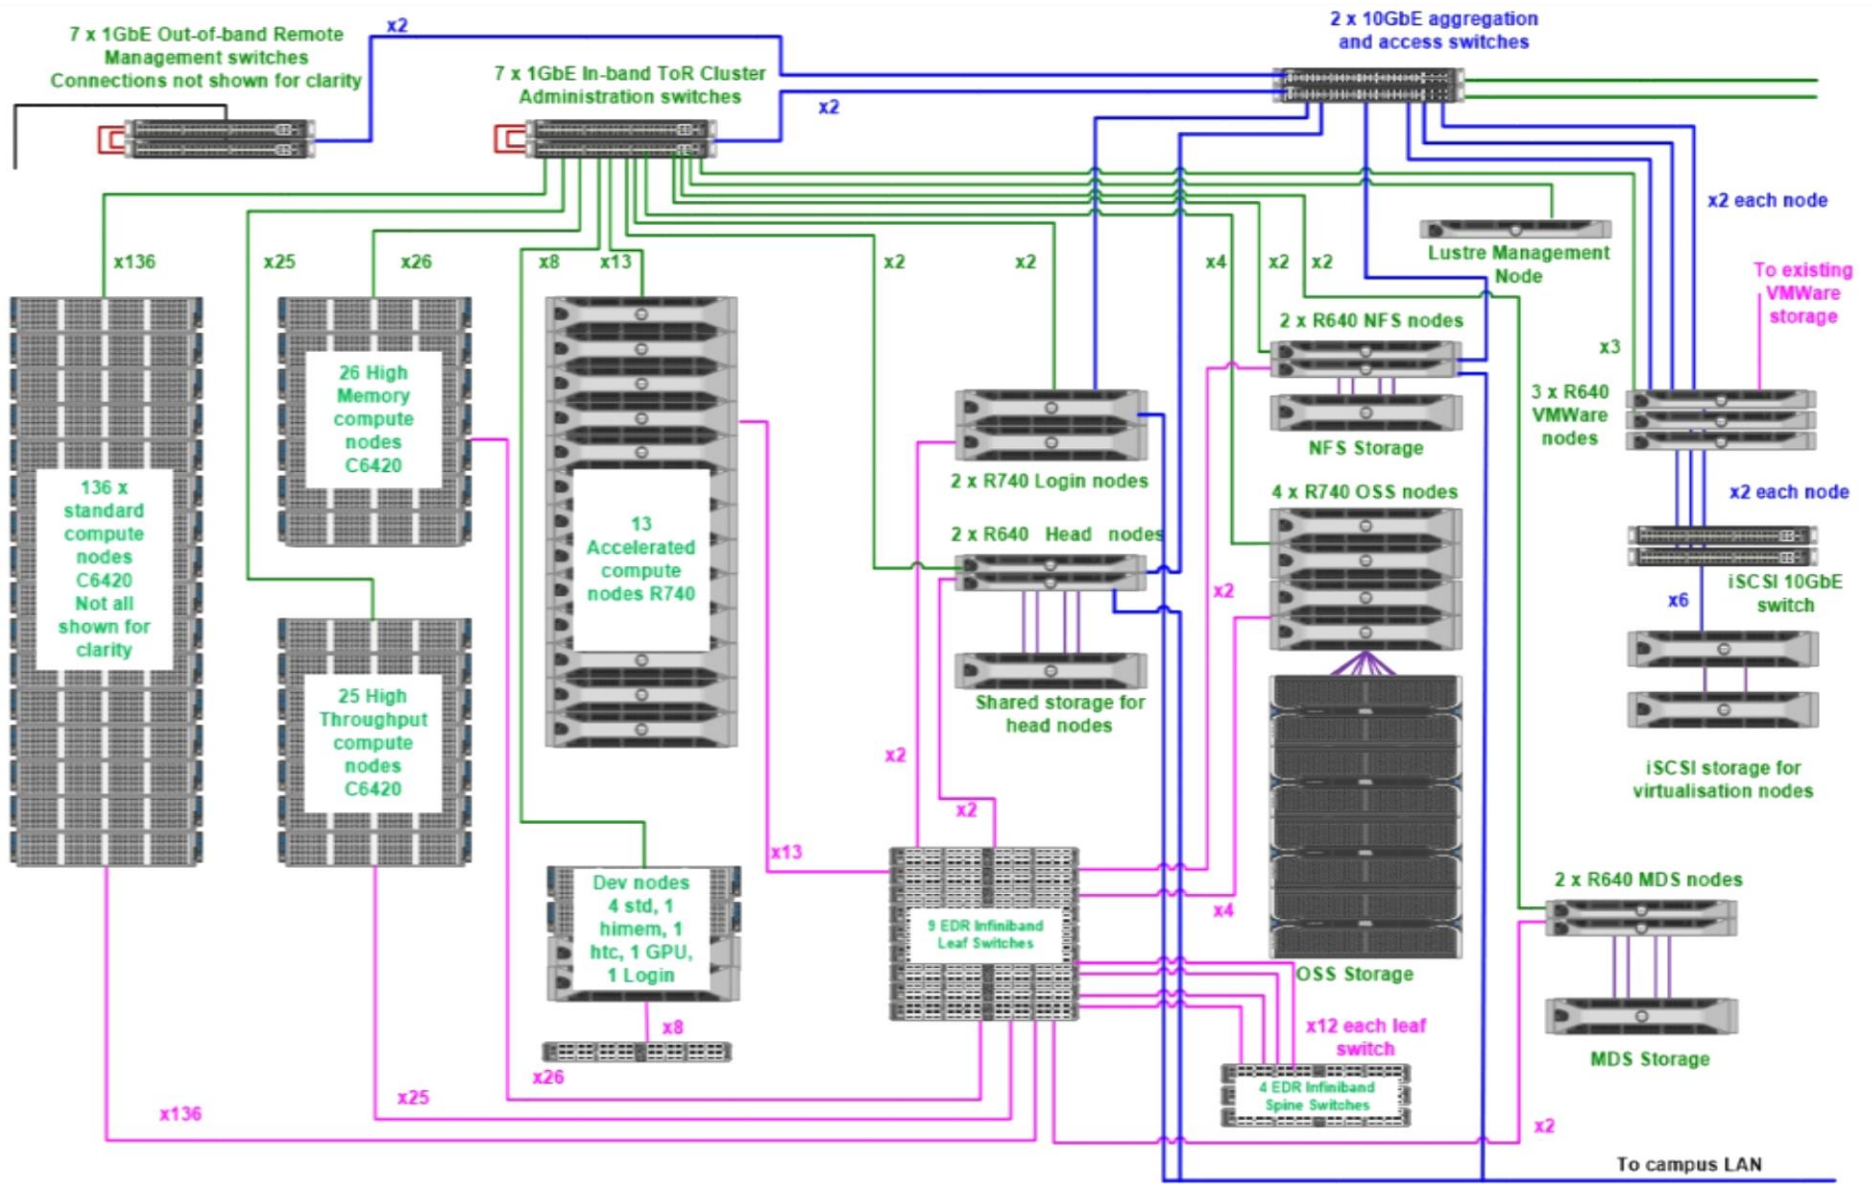 7 x 1GbE Out-of-band Remote
Management switches
Connections not shown for clarity
x2
7 x 1GbE In-band ToR Cluster
Administration switches
x2
2 x 10GbE aggregation
and access switches
x2 each node
Lustre Management
Node
To existing
VMWare
storage
x136
x25
x26
x8
x13
x2
x2
x4
x2
x2
x3
136 x
standard
compute
nodes
C6420
Not all
shown for
clarity
26 High
Memory
compute
nodes
C6420
25 High
Throughput
compute
nodes
C6420
13
Accelerated
compute
nodes R740
Dev nodes
4 std, 1
himem, 1
htc, 1 GPU,
1 Login
x8
2 x R740 Login nodes
2 x R640 Head nodes
Shared storage for
head nodes
x2
x2
x13
9 EDR Infiniband
Leaf Switches
2 x R640 NFS nodes
NFS Storage
4 x R740 OSS nodes
x2
x4
OSS Storage
x12 each leaf
switch
4 EDR Infiniband
Spine Switches
3 x R640
VMWare
nodes
x2 each node
iSCSI 10GbE
switch
x6
iSCSI storage for
virtualisation nodes
2 x R640 MDS nodes
MDS Storage
x26
x25
x136
x2
To campus LAN